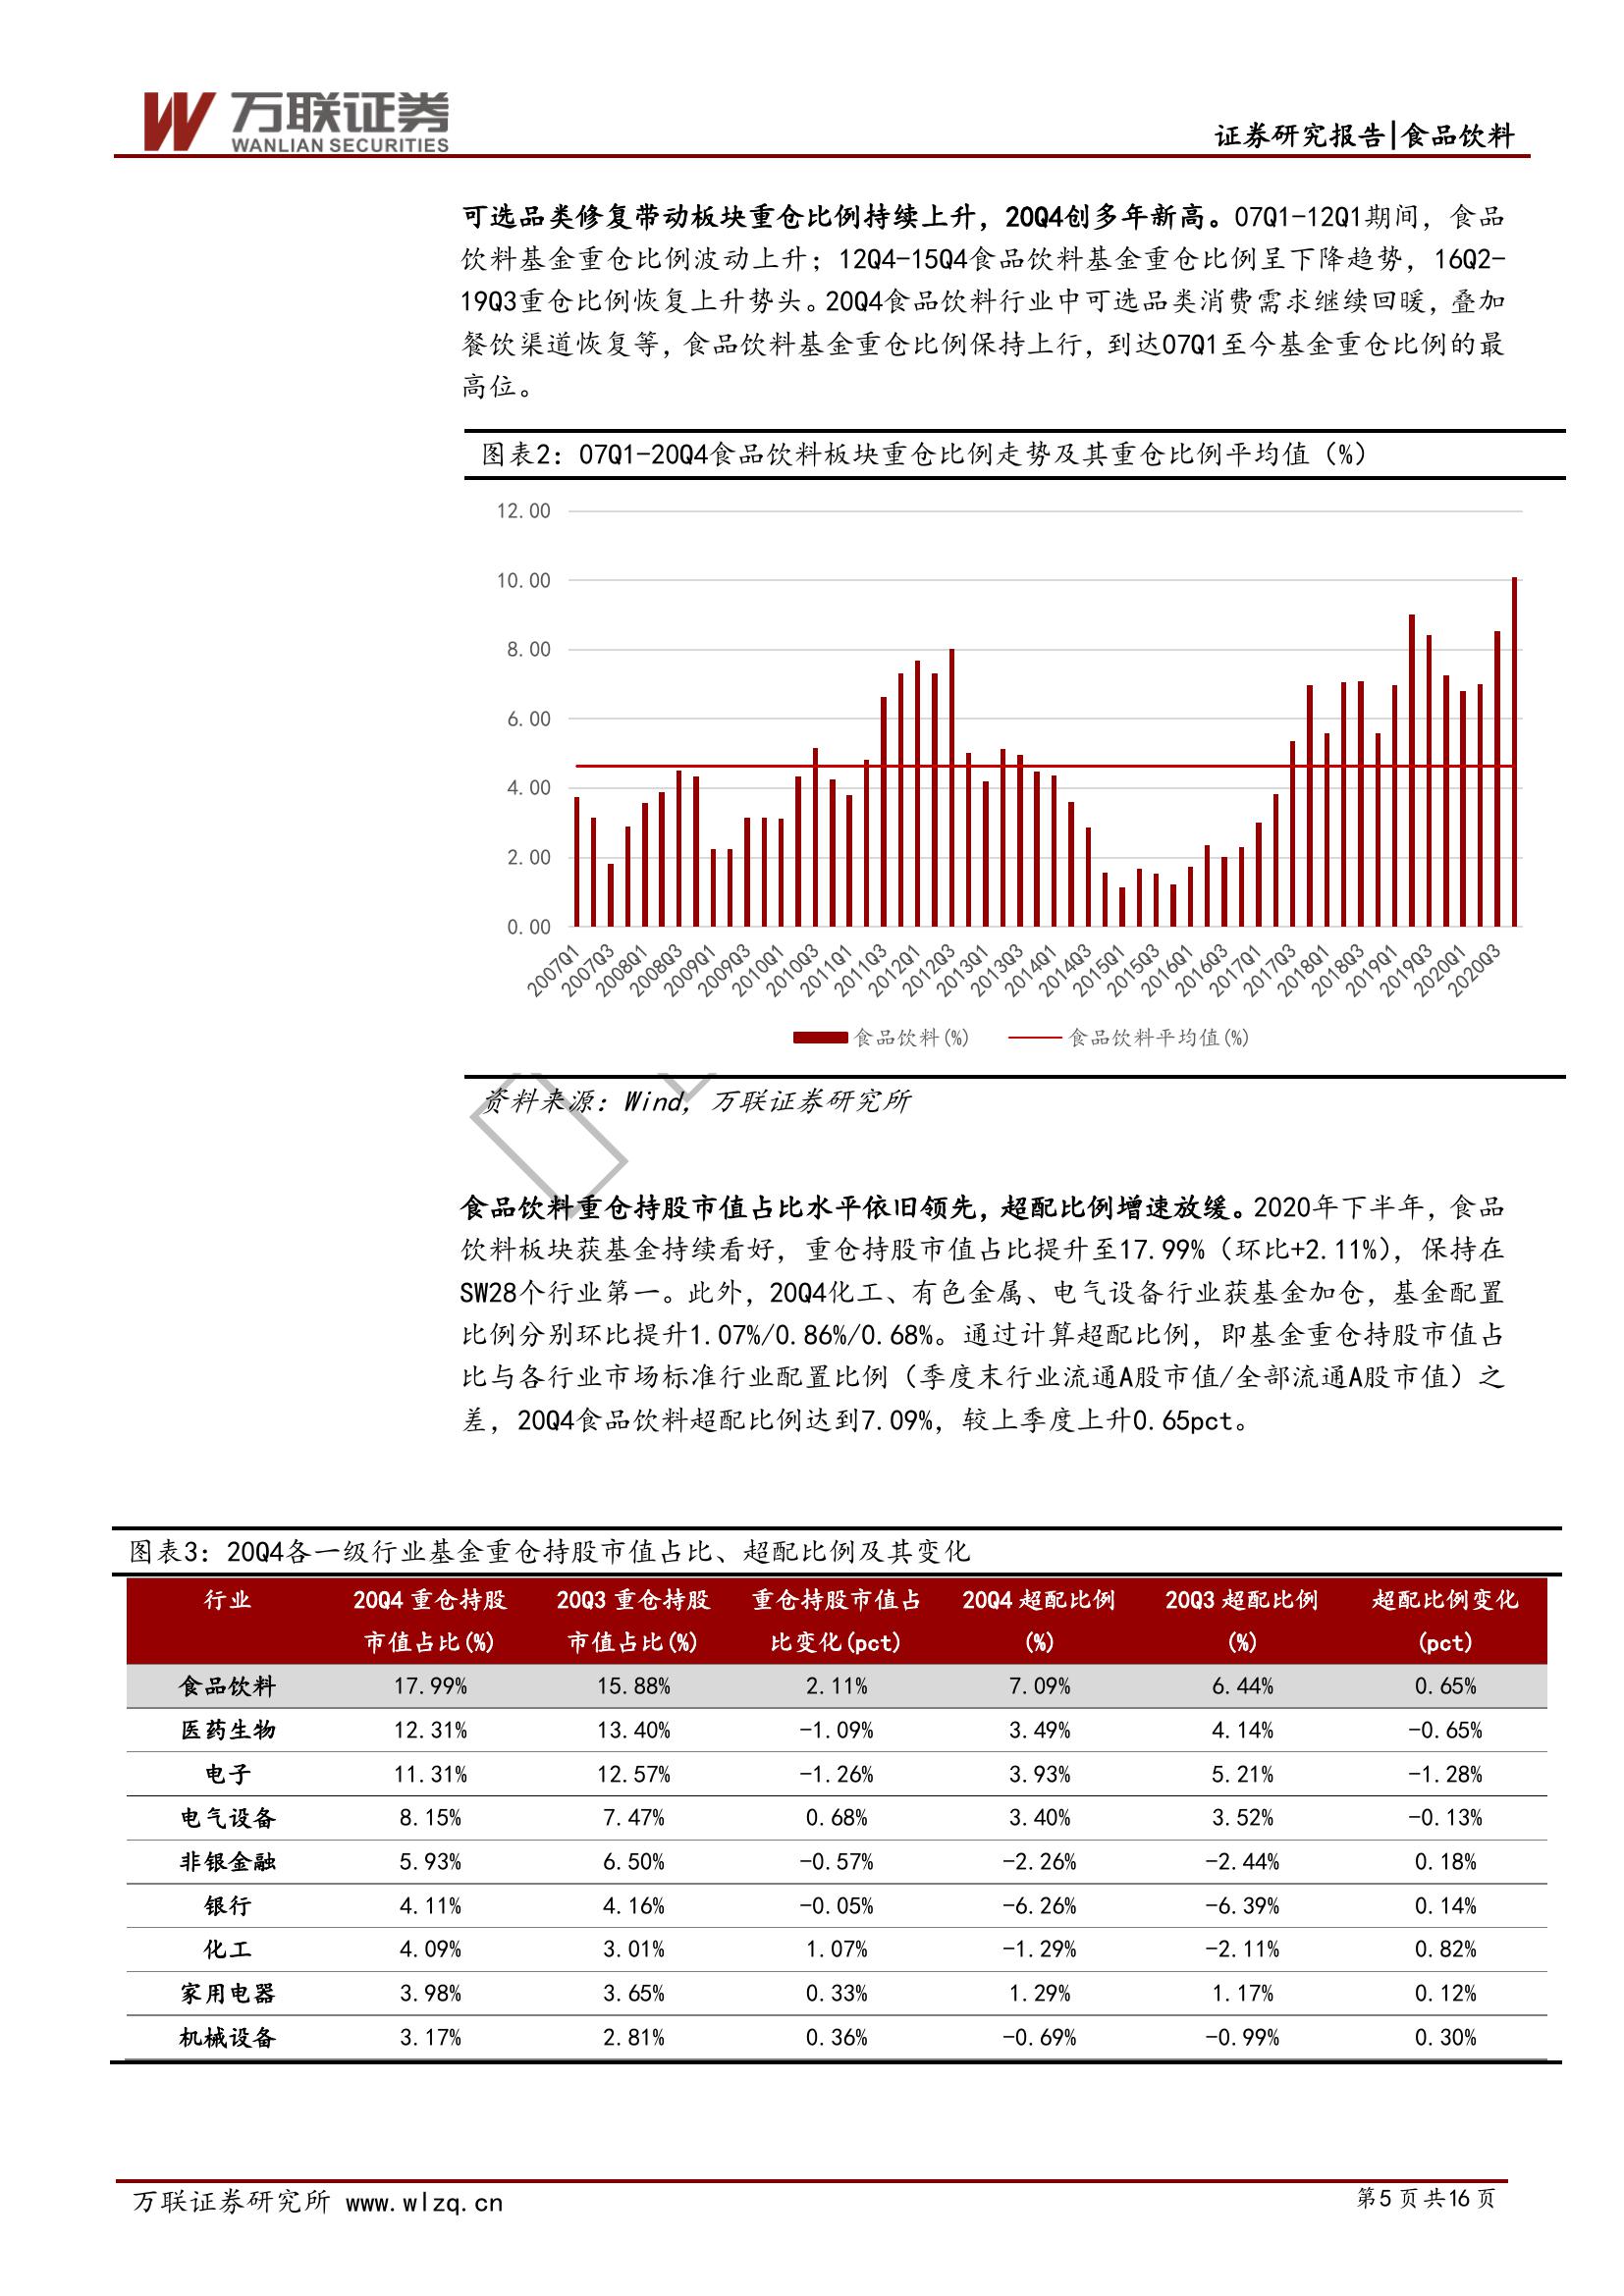 万联证券
WANLIAN SECURITIES
证券研究报告|食品饮料
可选品类修复带动板块重仓比例持续上升，20Q4创多年新高。07Q1-12Q1期间，食品
饮料基金重仓比例波动上升；12Q4-15Q4食品饮料基金重仓比例呈下降趋势，16Q2-
19Q3重仓比例恢复上升势头。20Q4食品饮料行业中可选品类消费需求继续回暖，叠加
餐饮渠道恢复等，食品饮料基金重仓比例保持上行，到达07Q1至今基金重仓比例的最
高位。
图表2：07Q1-20Q4食品饮料板块重仓比例走势及其重仓比例平均值（%）
12.00
10.00
8.00
6.00
4.00
2.00
0.00
2007Q1 2007Q3 2008Q1 2008Q3 2009Q1 2009Q3 2010Q1 2010Q3 2011Q1 2011Q3 2012Q1 2012Q3 2013Q1 2013Q3 2014Q1 2014Q3 2015Q1 2015Q3 2016Q1 2016Q3 2017Q1 2017Q3 2018Q1 2018Q3 2019Q1 2019Q3 2020Q1 2020Q3
食品饮料(%) 食品饮料平均值(%)
资料来源：Wind，万联证券研究所
食品饮料重仓持股市值占比水平依旧领先，超配比例增速放缓。2020年下半年，食品
饮料板块获基金持续看好，重仓持股市值占比提升至17.99%（环比+2.11%），保持在
SW28个行业第一。此外，20Q4化工、有色金属、电气设备行业获基金加仓，基金配置
比例分别环比提升1.07%/0.86%/0.68%。通过计算超配比例，即基金重仓持股市值占
比与各行业市场标准行业配置比例（季度末行业流通A股市值/全部流通A股市值）之
差，20Q4食品饮料超配比例达到7.09%，较上季度上升0.65pct。
图表3：20Q4各一级行业基金重仓持股市值占比、超配比例及其变化
行业 20Q4 重仓持股 20Q3 重仓持股 重仓持股市值占 20Q4 超配比例 20Q3 超配比例 超配比例变化
市值占比(%) 市值占比(%) 比变化(pct) (%) (%) (pct)
食品饮料 17.99% 15.88% 2.11% 7.09% 6.44% 0.65%
医药生物 12.31% 13.40% -1.09% 3.49% 4.14% -0.65%
电子 11.31% 12.57% -1.26% 3.93% 5.21% -1.28%
电气设备 8.15% 7.47% 0.68% 3.40% 3.52% -0.13%
非银金融 5.93% 6.50% -0.57% -2.26% -2.44% 0.18%
银行 4.11% 4.16% -0.05% -6.26% -6.39% 0.14%
化工 4.09% 3.01% 1.07% -1.29% -2.11% 0.82%
家用电器 3.98% 3.65% 0.33% 1.29% 1.17% 0.12%
机械设备 3.17% 2.81% 0.36% -0.69% -0.99% 0.30%
万联证券研究所 www.wlzq.cn
第5页共16页